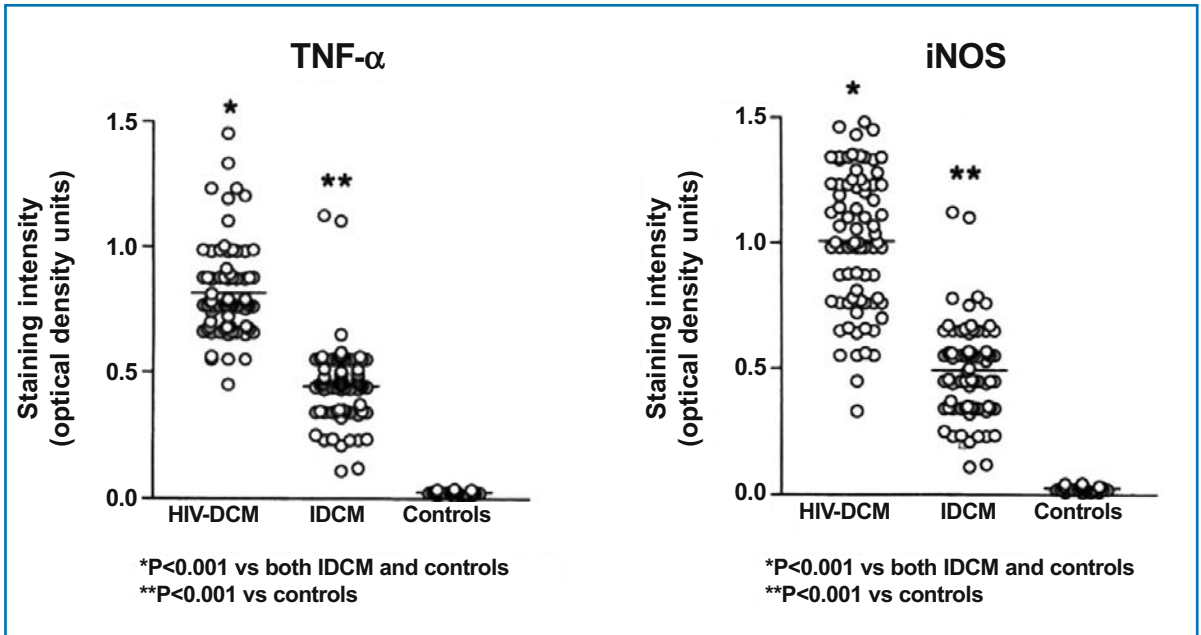 TNF-α
*
**
1.5
1.0
0.5
0.0
Staining intensity
(optical density units)
HIV-DCM IDCM Controls
*P<0.001 vs both IDCM and controls
**P<0.001 vs controls
iNOS
*
**
1.5
1.0
0.5
0.0
Staining intensity
(optical density units)
HIV-DCM IDCM Controls
*P<0.001 vs both IDCM and controls
**P<0.001 vs controls